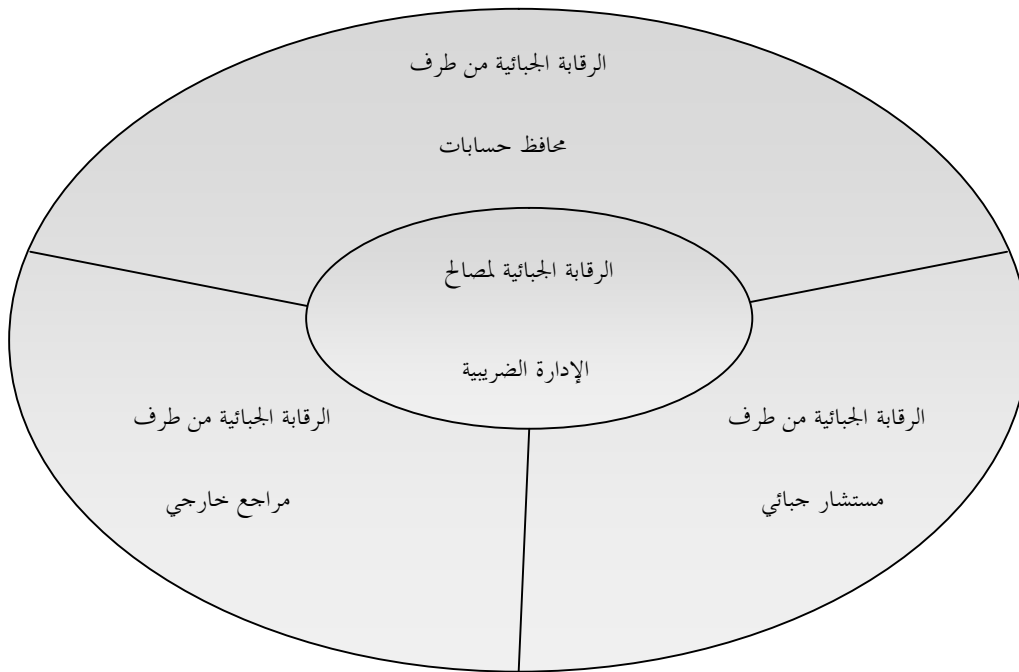 الرقابة الجبائية من طرف
محافظ حسابات
الرقابة الجبائية لمصالح
الإدارة الضريبية
الرقابة الجبائية من طرف
مستشار جبائي
الرقابة الجبائية من طرف
مراجع خارجي